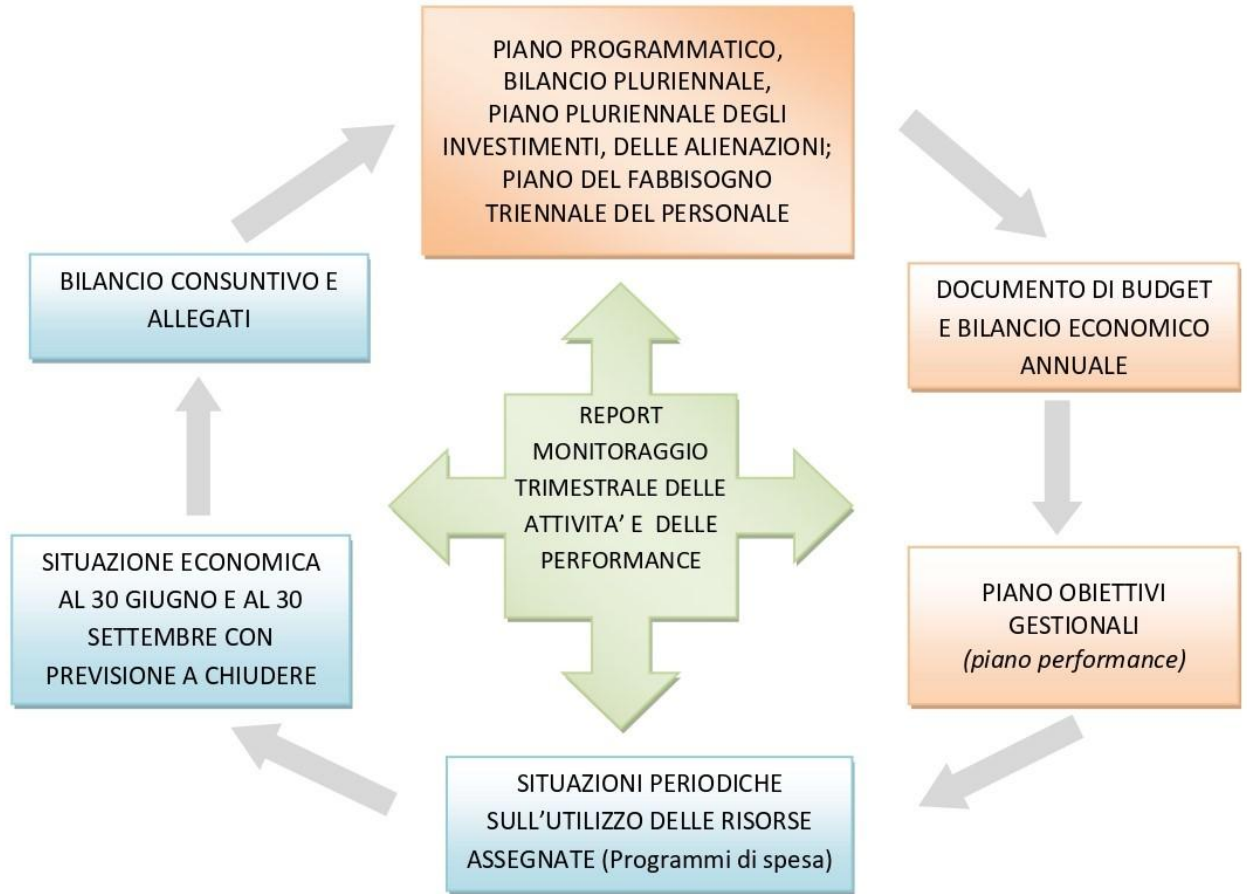 PIANO PROGRAMMATICO,
BILANCIO PLURIENNALE,
PIANO PLURIENNALE DEGLI
INVESTIMENTI, DELLE ALIENAZIONI;
PIANO DEL FABBISOGNO
TRIENNALE DEL PERSONALE
DOCUMENTO DI BUDGET
E BILANCIO ECONOMICO
ANNUALE
PIANO OBIETTIVI
GESTIONALI
(piano performance)
SITUAZIONI PERIODICHE
SULL’UTILIZZO DELLE RISORSE
ASSEGNATE (Programmi di spesa)
SITUAZIONE ECONOMICA
AL 30 GIUGNO E AL 30
SETTEMBRE CON
PREVISIONE A CHIUDERE
BILANCIO CONSUNTIVO E
ALLEGATI
REPORT
MONITORAGGIO
TRIMESTRALE DELLE
ATTIVITA’ E DELLE
PERFORMANCE